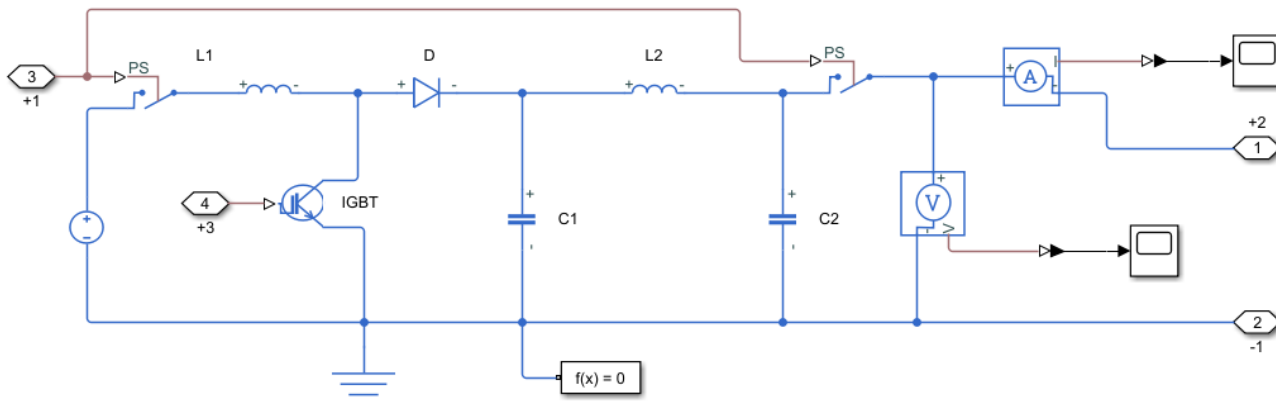 L1
D
L2
PS
PS
3
+1
A
I
+2
1
4
+3
IGBT
C1
C2
V
V
2
-1
f(x) = 0